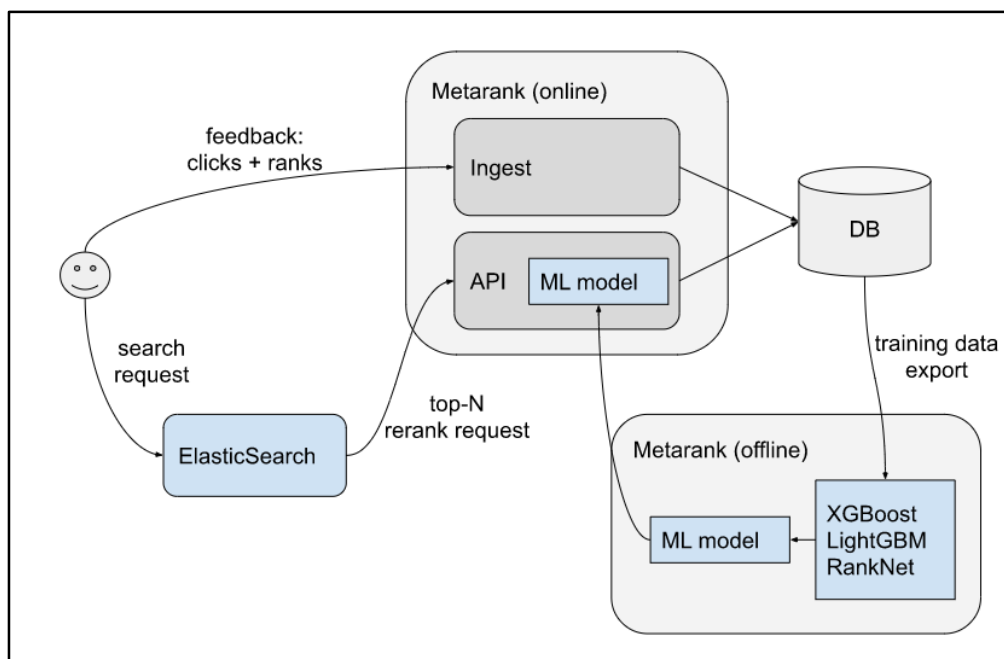 Metarank (online)
feedback:
clicks + ranks
Ingest
DB
API
ML model
search
request
top-N
rerank request
training data
export
ElasticSearch
Metarank (offline)
ML model
XGBoost
LightGBM
RankNet